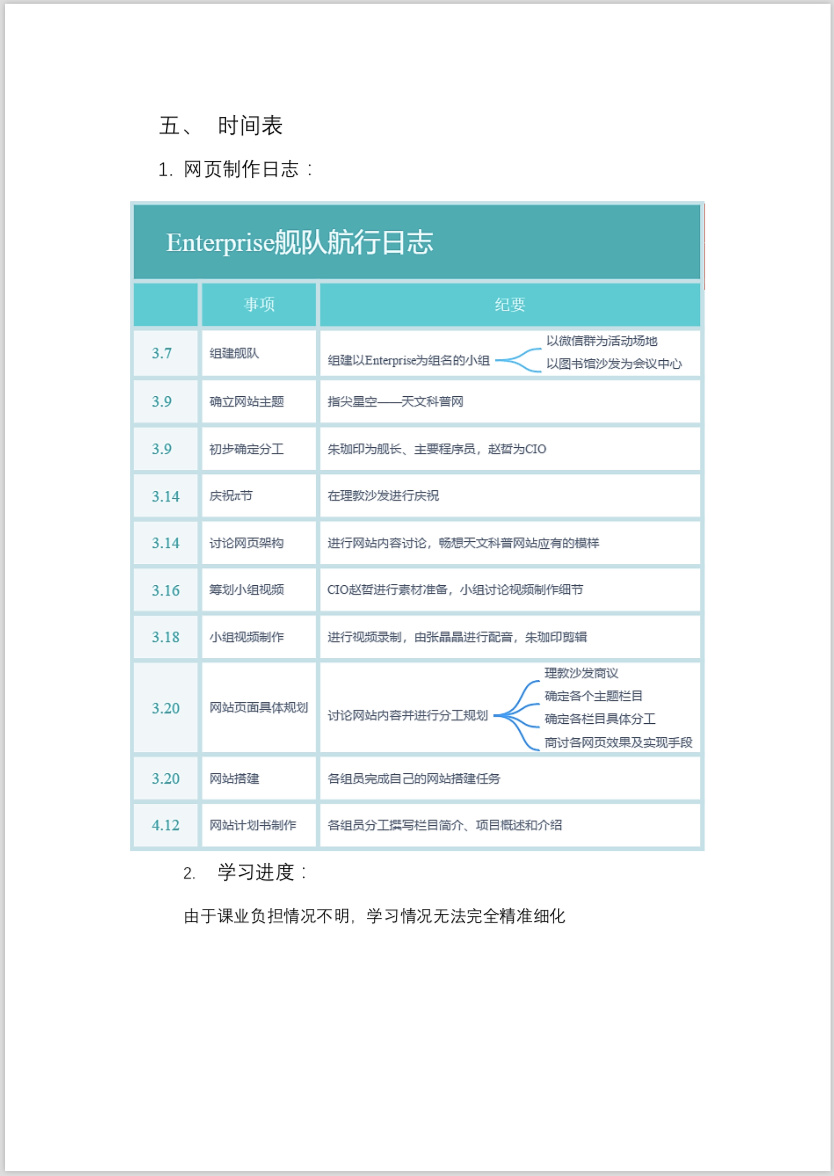 五、 时间表
1. 网页制作日志：
Enterprise舰队航行日志
事项 纪要
3.7 组建舰队 组建以Enterprise为组名的小组 以微信群为活动场地
以图书馆沙发为会议中心
3.9 确立网站主题 指尖星空——天文科普网
3.9 初步确定分工 朱珈印为舰长、主要程序员，赵哲为CIO
3.14 庆祝π节 在理教沙发进行庆祝
3.14 讨论网页架构 进行网站内容讨论，畅想天文科普网站应有的模样
3.16 筹划小组视频 CIO赵哲进行素材准备，小组讨论视频制作细节
3.18 小组视频制作 进行视频录制，由张晶晶进行配音，朱珈印剪辑
3.20 网站页面具体规划 讨论网站内容并进行分工规划 理教沙发商议
确定各个主题栏目
确定各栏目具体分工
商讨各网页效果及实现手段
3.20 网站搭建 各组员完成自己的网站搭建任务
4.12 网站计划书制作 各组员分工撰写栏目简介、项目概述和介绍
2. 学习进度：
由于课业负担情况不明，学习情况无法完全精准细化